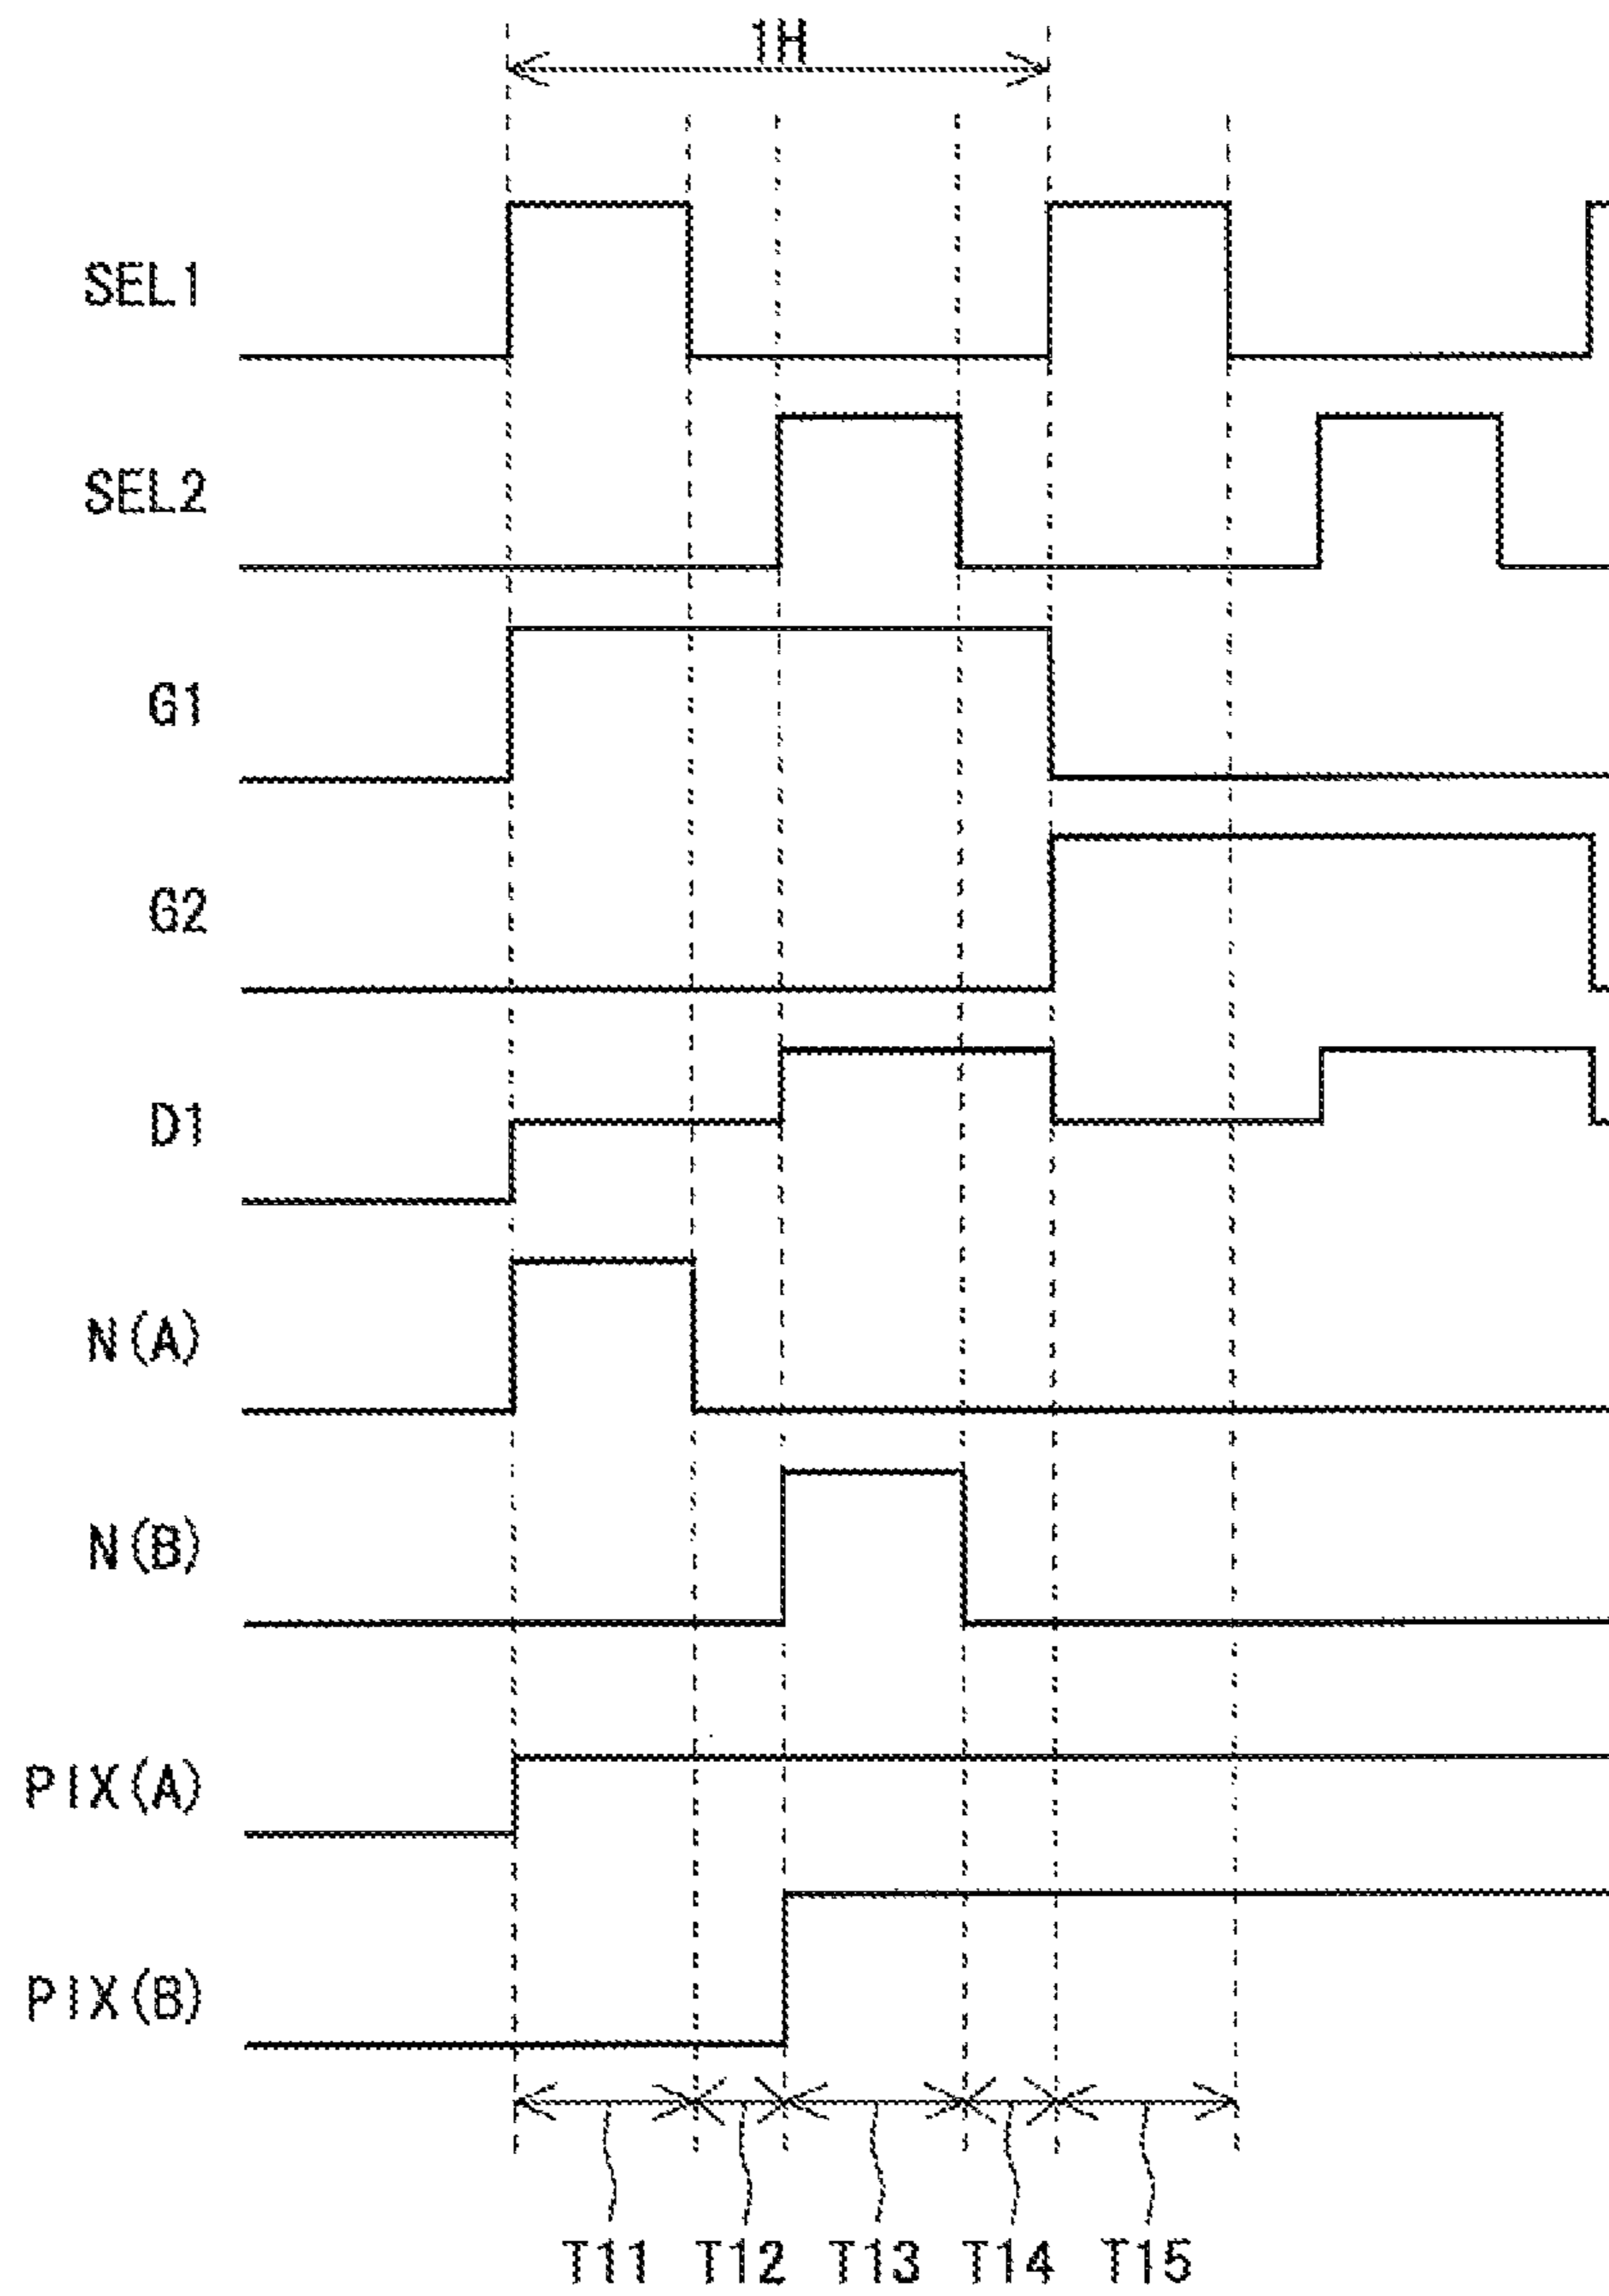 1H
SEL1
SEL2
G1
G2
D1
N(A)
N(B)
PIX(A)
PIX(B)
T11 T12 T13 T14 T15